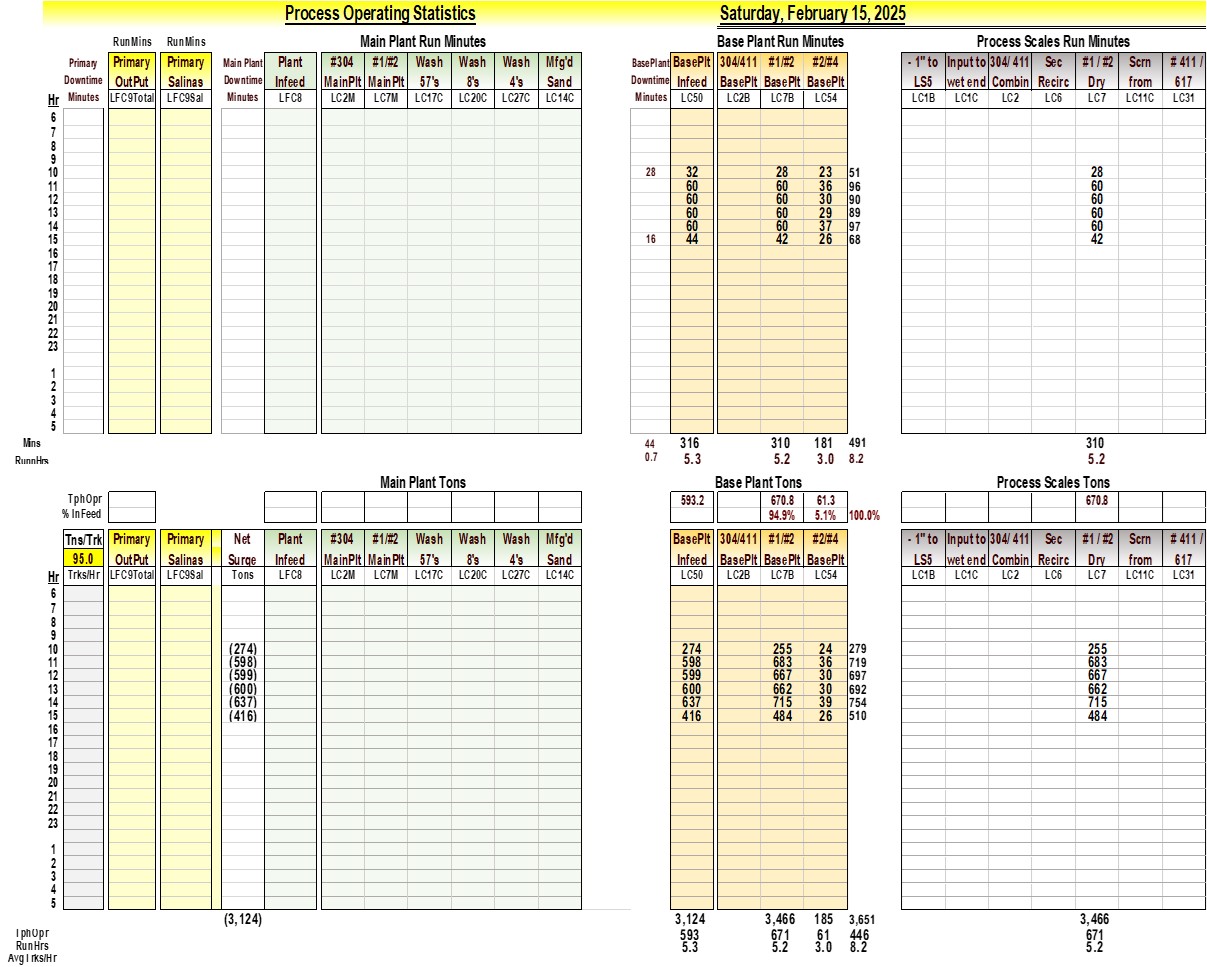 Process Operating Statistics Saturday, February 15, 2025
RunMins RunMins Main Plant Run Minutes Base Plant Run Minutes Process Scales Run Minutes
Primary Primary Primary Main Plant Plant #304 #1/#2 Wash Wash Wash Mfg'd BasePlant BasePlt 304/411 #1/#2 #2/#4 - 1" to Input to 304/ 411 Sec #1 / #2 Scrn # 411 /
Downtime OutPut Salinas Downtime Infeed MainPlt MainPlt 57's 8's 4's Sand Downtime Infeed BasePlt BasePlt BasePlt LS5 wet end Combin Recirc Dry from 617
Hr Minutes LFC9Total LFC9Sal Minutes LFC8 LC2M LC7M LC17C LC20C LC27C LC14C Minutes LC50 LC2B LC7B LC54 LC1B LC1C LC2 LC6 LC7 LC11C LC31
6
7
8
9
10 28 32 28 23 51 28
11 60 60 36 96 60
12 60 60 30 90 60
13 60 60 29 89 60
14 60 60 37 97 60
15 16 44 42 26 68 42
16
17
18
19
20
21
22
23
1
2
3
4
5
Mins 44 316 310 181 491 310
RunnHrs 0.7 5.3 5.2 3.0 8.2 5.2
Main Plant Tons Base Plant Tons Process Scales Tons
TphOpr 593.2 670.8 61.3 670.8
% InFeed 94.9% 5.1% 100.0%
Tns/Trk Primary Primary Net Plant #304 #1/#2 Wash Wash Wash Mfg'd BasePlt 304/411 #1/#2 #2/#4 - 1" to Input to 304/ 411 Sec #1 / #2 Scrn # 411 /
95.0 OutPut Salinas Surge Infeed MainPlt MainPlt 57's 8's 4's Sand Infeed BasePlt BasePlt BasePlt LS5 wet end Combin Recirc Dry from 617
Hr Trks/Hr LFC9Total LFC9Sal Tons LFC8 LC2M LC7M LC17C LC20C LC27C LC14C LC50 LC2B LC7B LC54 LC1B LC1C LC2 LC6 LC7 LC11C LC31
6
7
8
9
10 (274) 274 255 24 279 255
11 (598) 598 683 36 719 683
12 (599) 599 667 30 697 667
13 (600) 600 662 30 692 662
14 (637) 637 715 39 754 715
15 (416) 416 484 26 510 484
16
17
18
19
20
21
22
23
1
2
3
4
5
(3,124) 3,124 3,466 185 3,651 3,466
TphOpr 593 671 61 446 671
RunHrs 5.3 5.2 3.0 8.2 5.2
AvgTrks/Hr